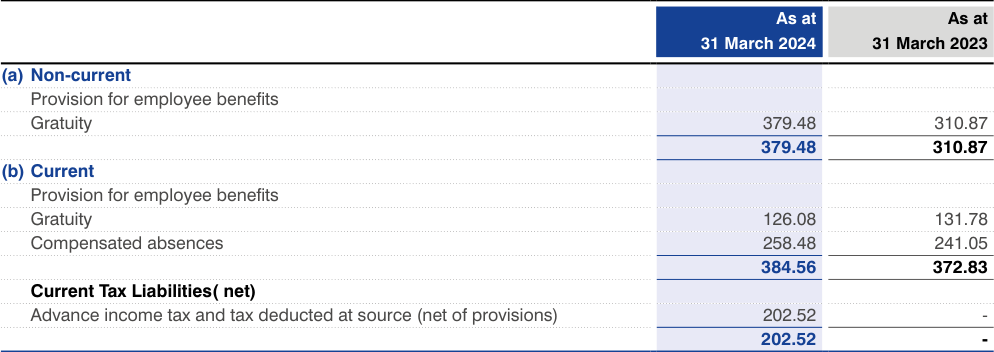 As at As at
31 March 2024 31 March 2023
(a) Non-current
Provision for employee benefits
Gratuity 379.48 310.87
379.48 310.87
(b) Current
Provision for employee benefits
Gratuity 126.08 131.78
Compensated absences 258.48 241.05
384.56 372.83
Current Tax Liabilities( net)
Advance income tax and tax deducted at source (net of provisions) 202.52 -
202.52 -